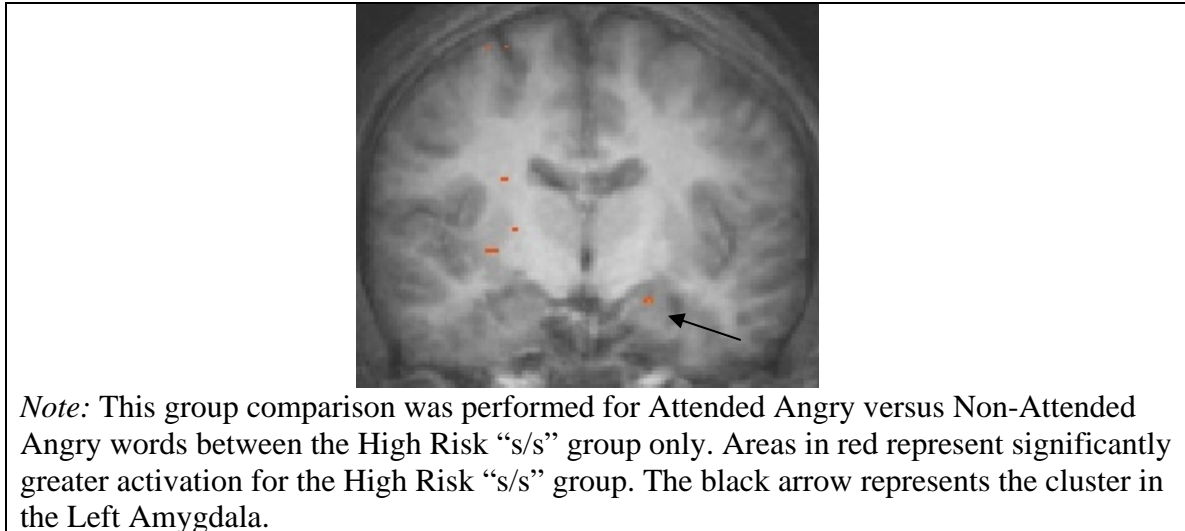 Note: This group comparison was performed for Attended Angry versus Non-Attended
Angry words between the High Risk “s/s” group only. Areas in red represent significantly
greater activation for the High Risk “s/s” group. The black arrow represents the cluster in
the Left Amygdala.